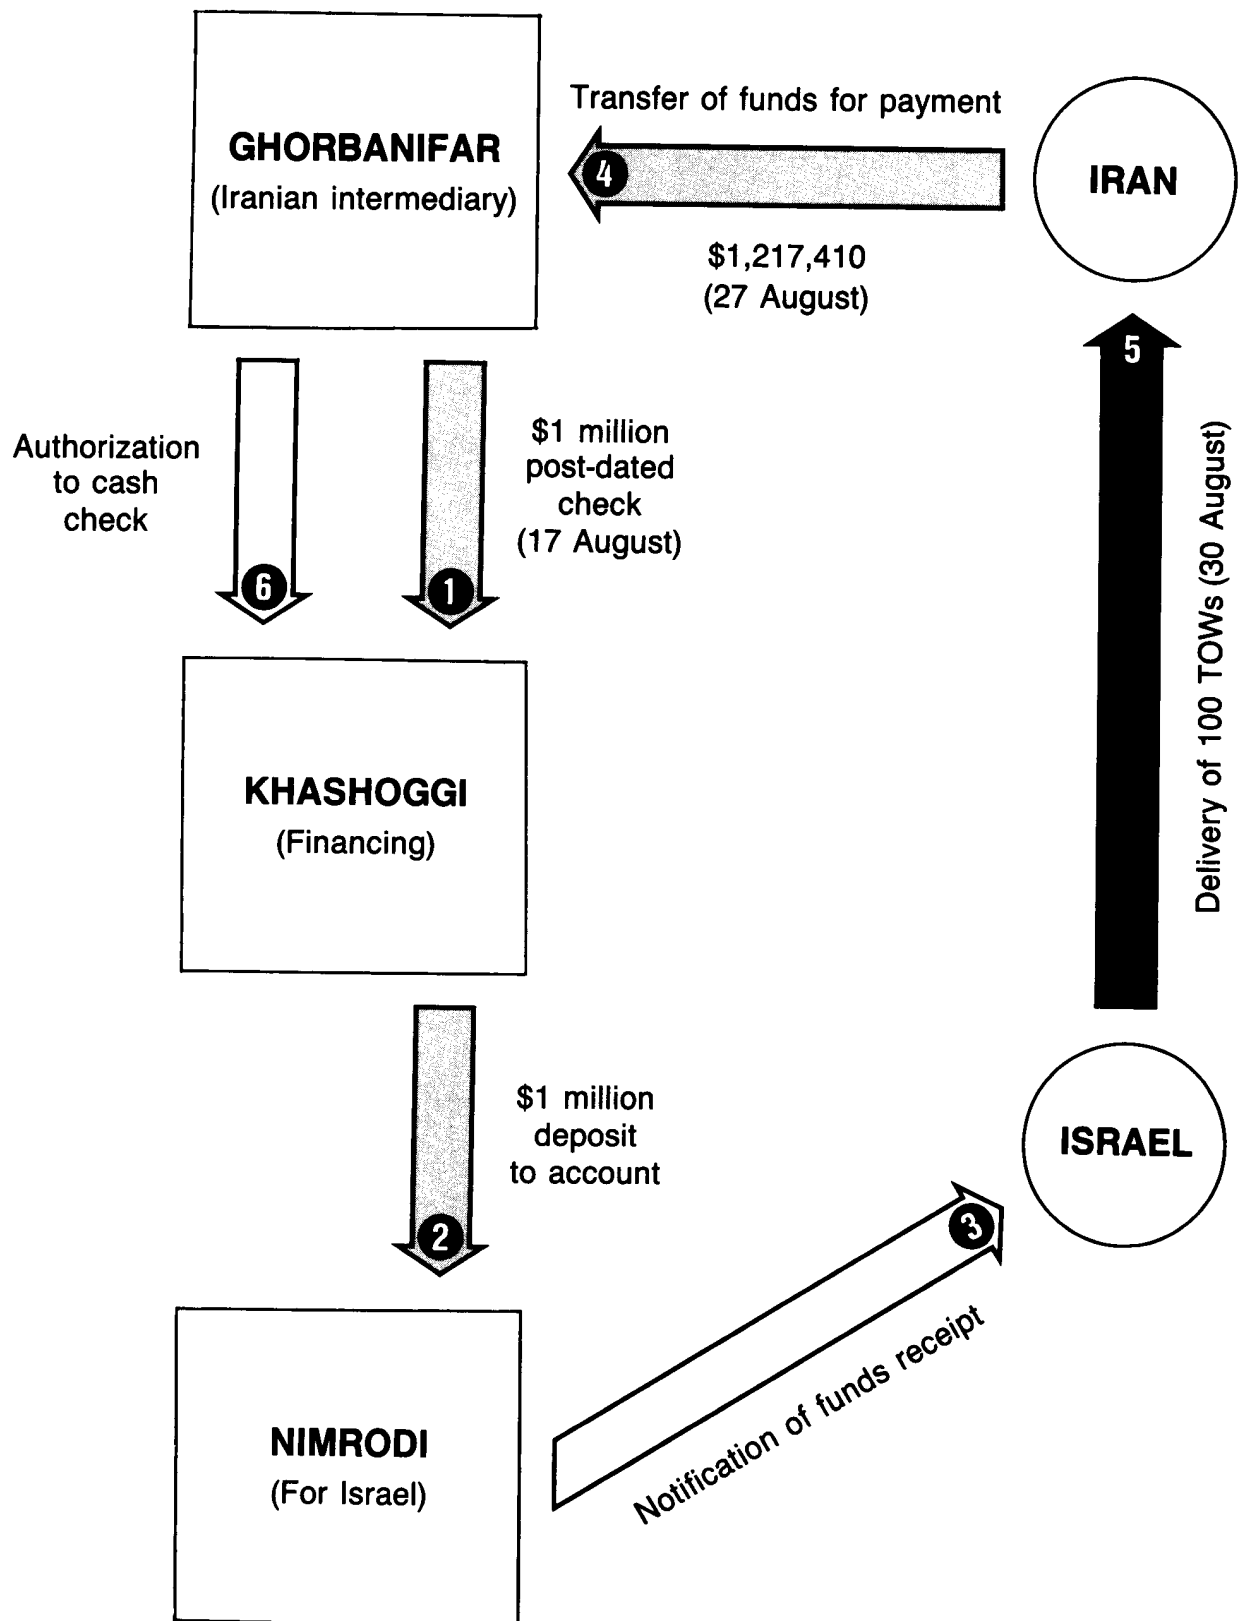 GHORBANIFAR
(Iranian intermediary)
Transfer of funds for payment
4
$1,217,410
(27 August)
IRAN
Authorization
to cash
check
6
$1 million
post-dated
check
(17 August)
1
5
Delivery of 100 TOWs (30 August)
KHASHOGGI
(Financing)
$1 million
deposit
to account
2
ISRAEL
3
Notification of funds receipt
NIMRODI
(For Israel)